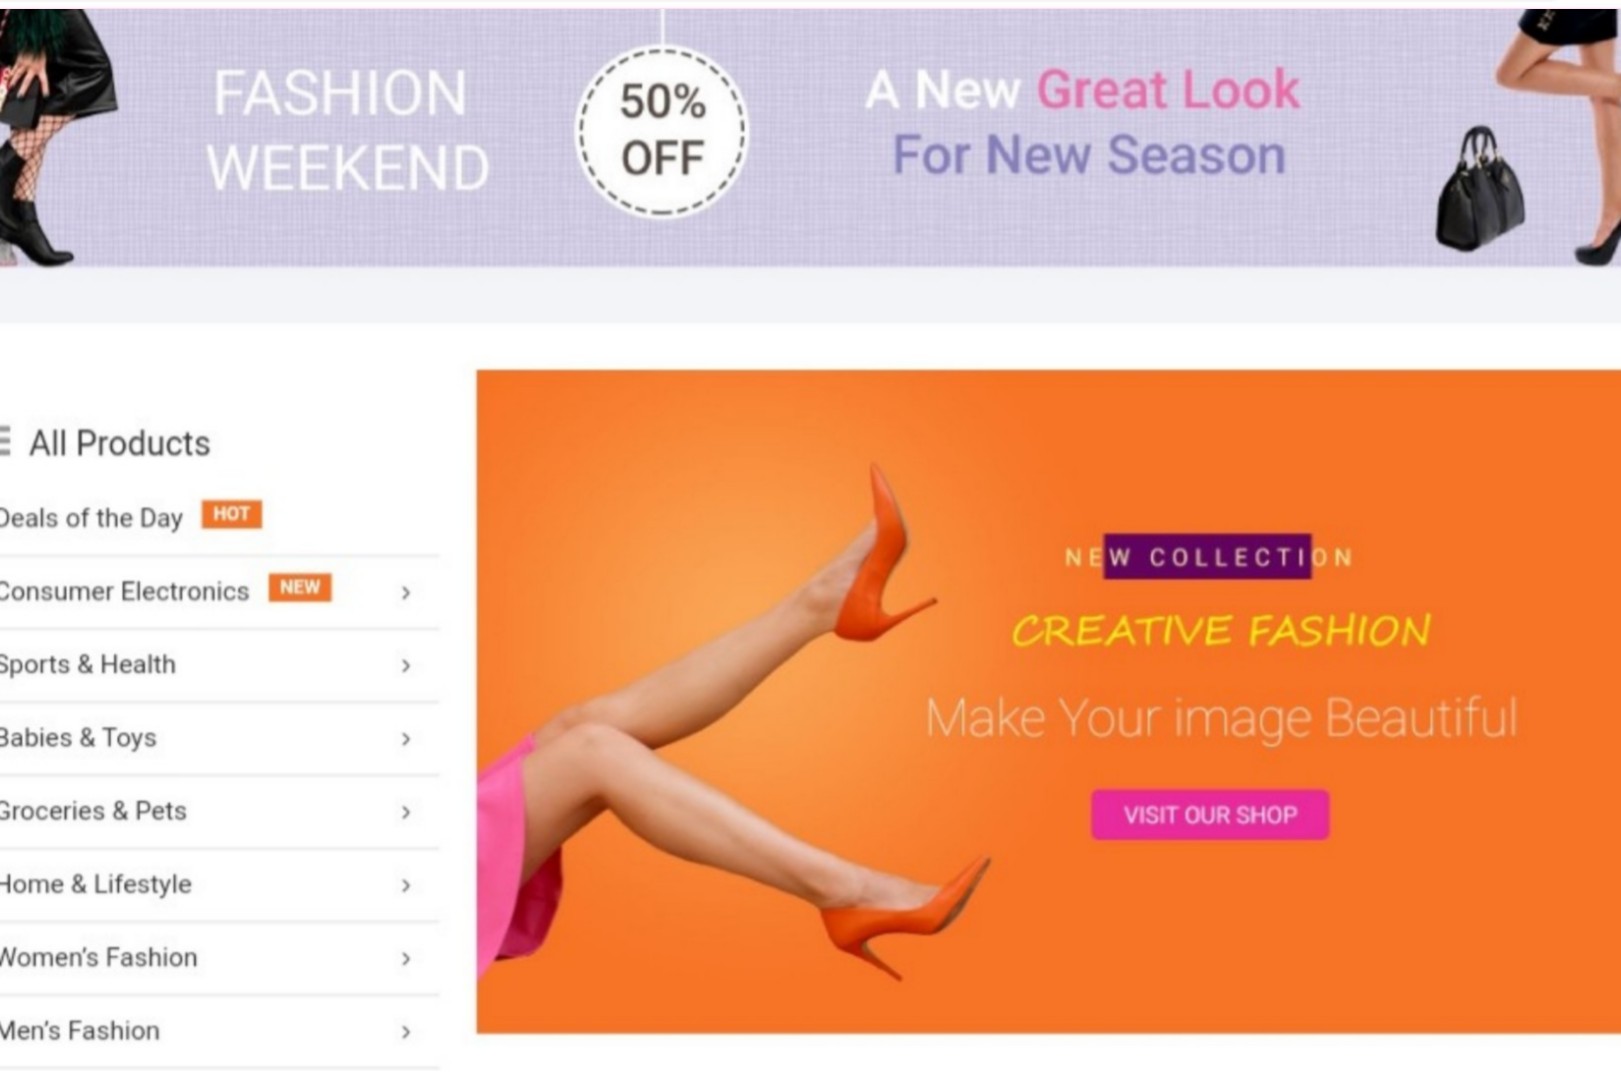 FASHION
WEEKEND
50%
OFF
A New Great Look
For New Season
All Products
Deals of the Day HOT
Consumer Electronics NEW
Sports & Health
Babies & Toys
Groceries & Pets
Home & Lifestyle
Women's Fashion
Men's Fashion
NEW COLLECTION
CREATIVE FASHION
Make Your image Beautiful
VISIT OUR SHOP